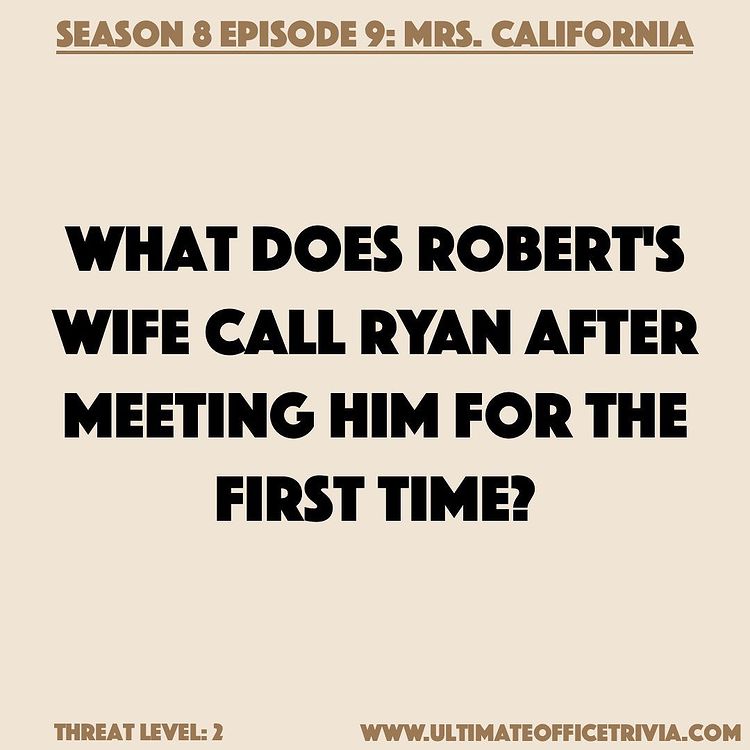 SEASON 8 EPISODE 9: MRS. CALIFORNIA
WHAT DOES ROBERT'S
WIFE CALL RYAN AFTER
MEETING HIM FOR THE
FIRST TIME?
THREAT LEVEL: 2
WWW.ULTIMATEOFFICETRIVIA.COM